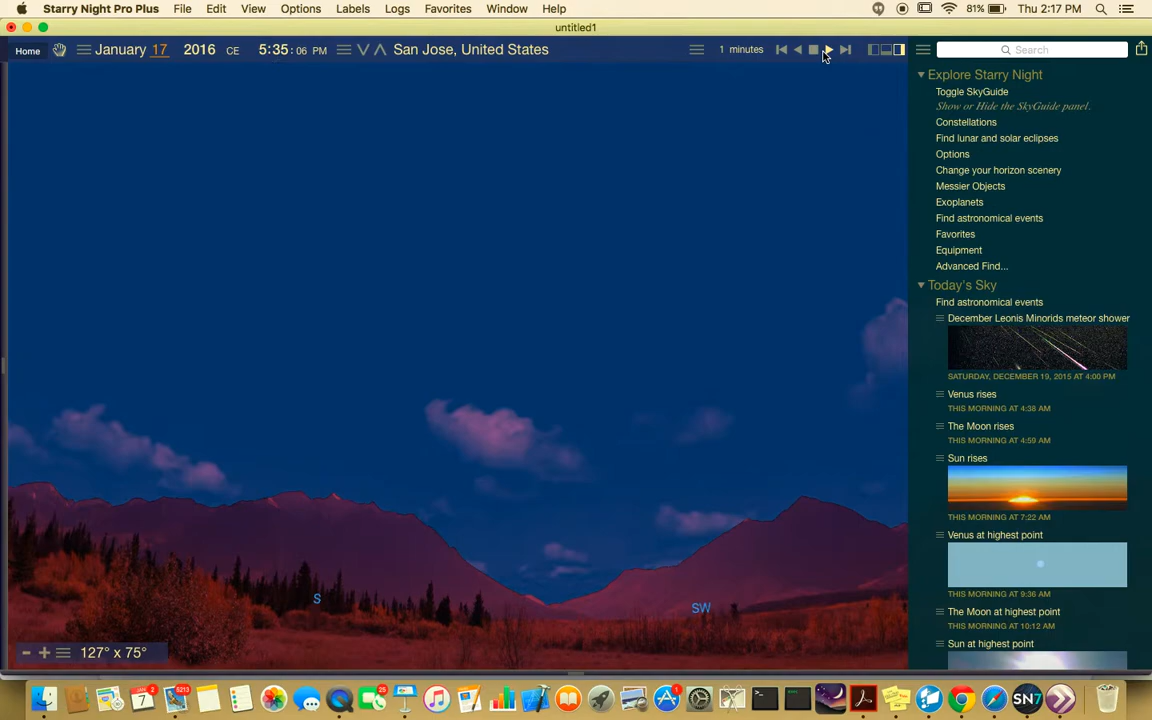 Starry Night Pro Plus File Edit View Options Labels Logs Favorites Window Help 81% Thu 2:17 PM
untitled1
Home January 17 2016 CE 5:35:06 PM San Jose, United States 1 minutes Search
Explore Starry Night
Toggle SkyGuide
Show or Hide the SkyGuide panel.
Constellations
Find lunar and solar eclipses
Options
Change your horizon scenery
Messier Objects
Exoplanets
Find astronomical events
Favorites
Equipment
Advanced Find...
Today's Sky
Find astronomical events
December Leonis Minorids meteor shower
SATURDAY, DECEMBER 19, 2015 AT 4:00 PM
Venus rises
THIS MORNING AT 4:38 AM
The Moon rises
THIS MORNING AT 4:59 AM
Sun rises
THIS MORNING AT 7:22 AM
Venus at highest point
THIS MORNING AT 9:36 AM
The Moon at highest point
THIS MORNING AT 10:12 AM
Sun at highest point
S
SW
- + 127° x 75°
7 2 5213 25 1 SN7